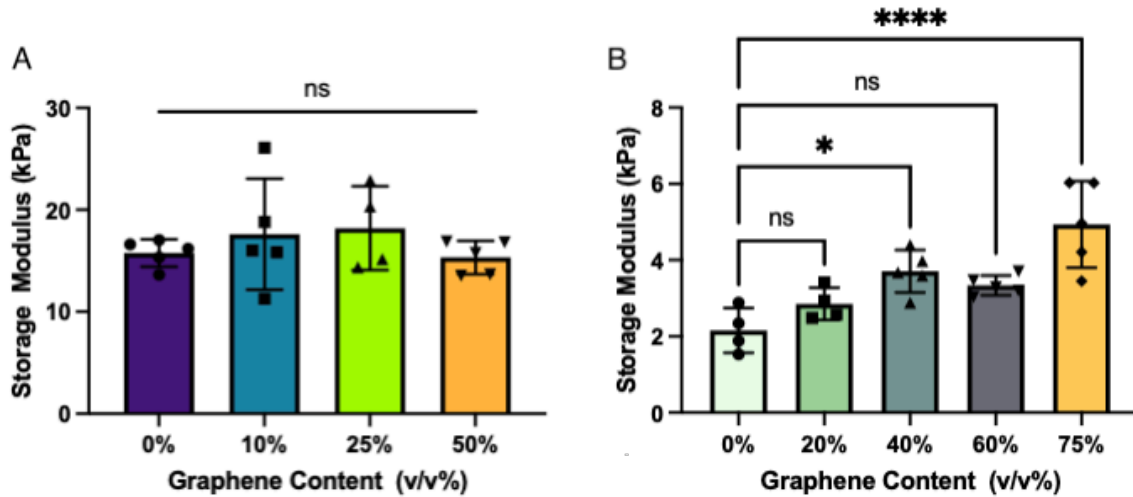 A
ns
Storage Modulus (kPa)
30
20
10
0
0% 10% 25% 50%
Graphene Content (v/v%)
B
****
ns
*
ns
Storage Modulus (kPa)
8
6
4
2
0
0% 20% 40% 60% 75%
Graphene Content (v/v%)